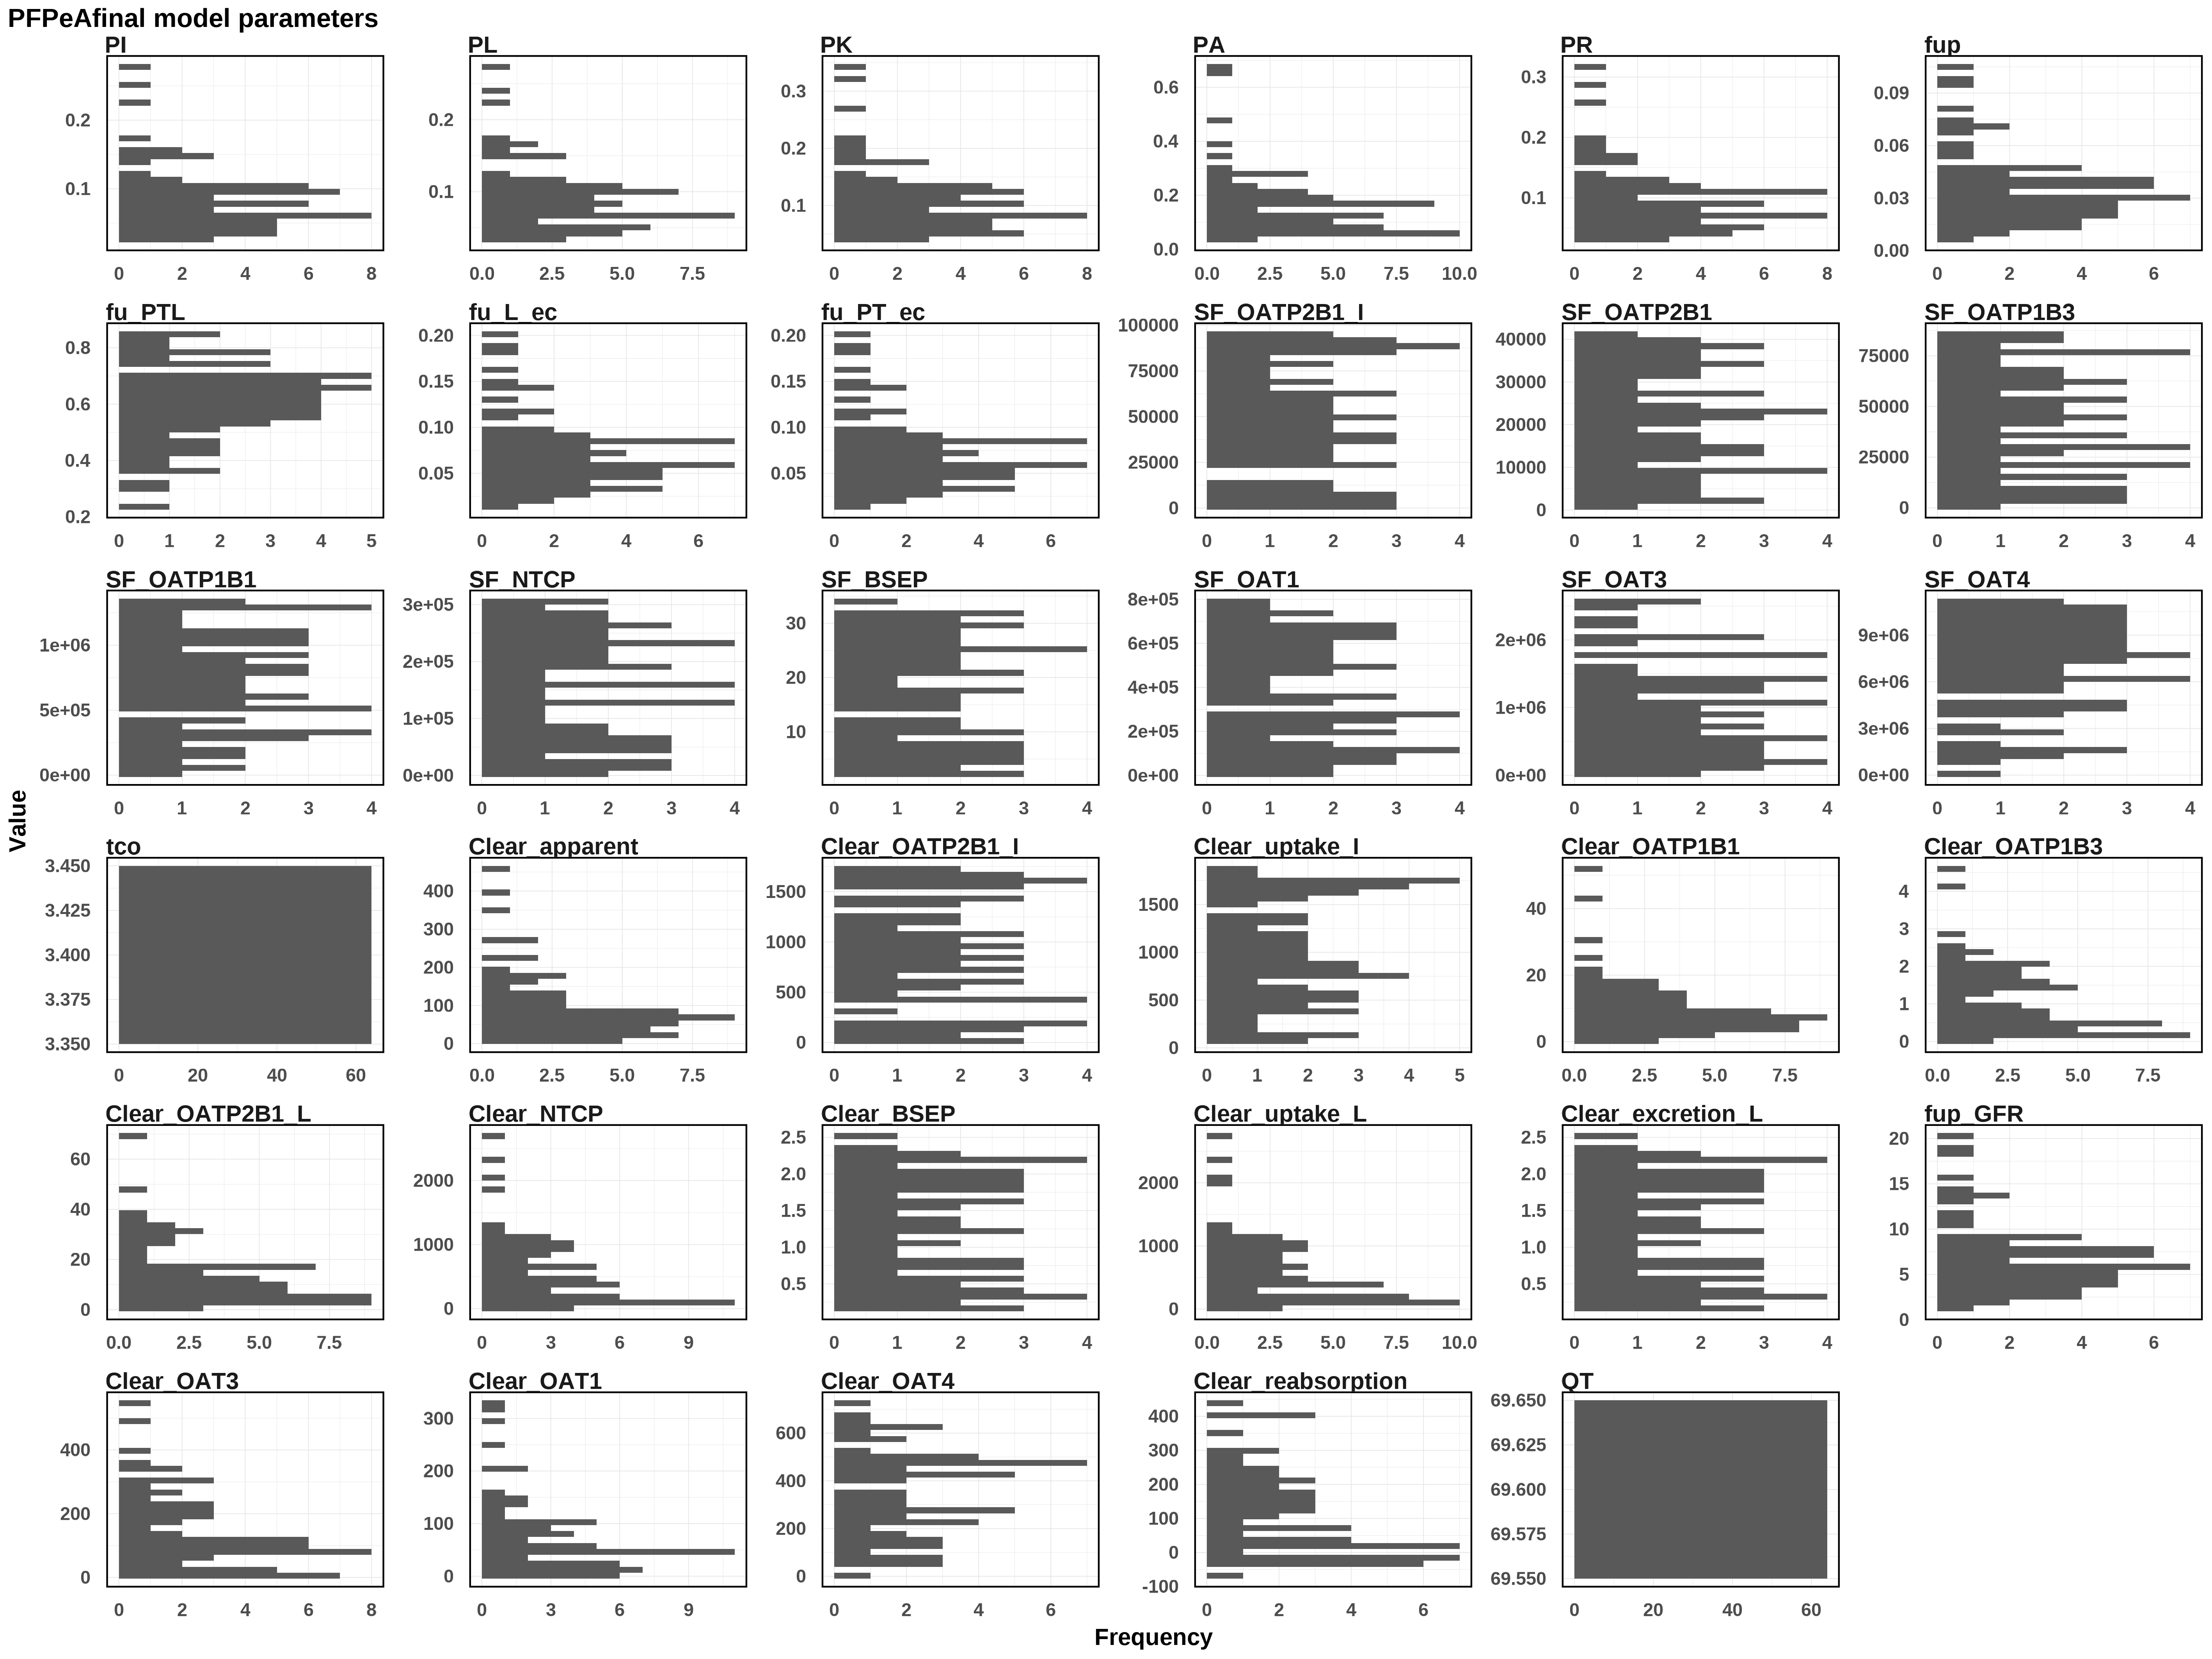 PFPeAfinal model parameters
PI PL PK PA PR fup
0.2 0.1
0 2 4 6 8
0.2 0.1
0.0 2.5 5.0 7.5
0.3 0.2 0.1
0 2 4 6 8
0.6 0.4 0.2 0.0
0.0 2.5 5.0 7.5 10.0
0.3 0.2 0.1
0 2 4 6 8
0.09 0.06 0.03 0.00
0 2 4 6
fu_PTL fu_L_ec fu_PT_ec SF_OATP2B1_I SF_OATP2B1 SF_OATP1B3
0.8 0.6 0.4 0.2
0 1 2 3 4 5
0.20 0.15 0.10 0.05
0 2 4 6
0.20 0.15 0.10 0.05
0 2 4 6
100000 75000 50000 25000 0
0 1 2 3 4
40000 30000 20000 10000 0
0 1 2 3 4
75000 50000 25000 0
0 1 2 3 4
SF_OATP1B1 SF_NTCP SF_BSEP SF_OAT1 SF_OAT3 SF_OAT4
1e+06 5e+05 0e+00
0 1 2 3 4
3e+05 2e+05 1e+05 0e+00
0 1 2 3 4
30 20 10
0 1 2 3 4
8e+05 6e+05 4e+05 2e+05 0e+00
0 1 2 3 4
2e+06 1e+06 0e+00
0 1 2 3 4
9e+06 6e+06 3e+06 0e+00
0 1 2 3 4
Value
tco Clear_apparent Clear_OATP2B1_I Clear_uptake_I Clear_OATP1B1 Clear_OATP1B3
3.450 3.425 3.400 3.375 3.350
0 20 40 60
400 300 200 100 0
0.0 2.5 5.0 7.5
1500 1000 500 0
0 1 2 3 4
1500 1000 500 0
0 1 2 3 4 5
40 20 0
0.0 2.5 5.0 7.5
4 3 2 1 0
0.0 2.5 5.0 7.5
Clear_OATP2B1_L Clear_NTCP Clear_BSEP Clear_uptake_L Clear_excretion_L fup_GFR
60 40 20 0
0.0 2.5 5.0 7.5
2000 1000 0
0 3 6 9
2.5 2.0 1.5 1.0 0.5
0 1 2 3 4
2000 1000 0
0.0 2.5 5.0 7.5 10.0
2.5 2.0 1.5 1.0 0.5
0 1 2 3 4
20 15 10 5 0
0 2 4 6
Clear_OAT3 Clear_OAT1 Clear_OAT4 Clear_reabsorption QT
400 200 0
0 2 4 6 8
300 200 100 0
0 3 6 9
600 400 200 0
0 2 4 6
400 300 200 100 0 -100
0 2 4 6
69.650 69.625 69.600 69.575 69.550
0 20 40 60
Frequency